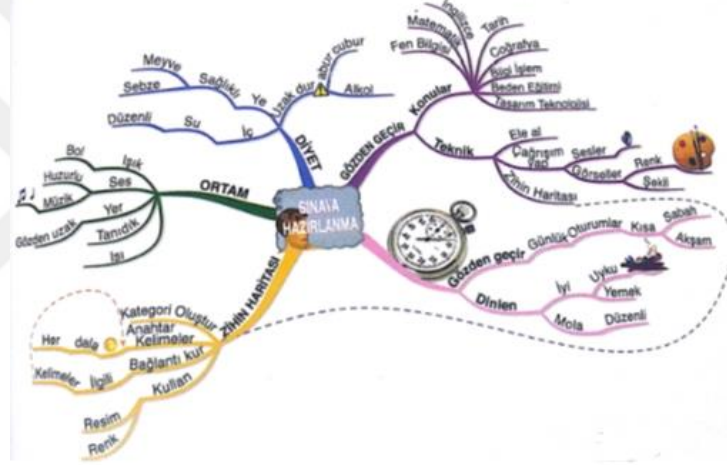 SINAVA
HAZIRLANMA
DİYET
Ye
Sağlıklı
Meyve
Sebze
İç
Su
Düzenli
Uzak dur
abur cubur
Alkol
GÖZDEN GEÇİR
Konular
Fen Bilgisi
Matematik
İngilizce
Tarih
Coğrafya
Bilgi İşlem
Beden Eğitimi
Tasarım Teknolojisi
Teknik
Ele al
Çağrışım
yap
Sesler
Görseller
Renk
Şekil
Zihin Haritası
Gözden geçir
Günlük
Oturumlar
Kısa
Sabah
Akşam
Dinlen
İyi
Uyku
Yemek
Mola
Düzenli
ZİHİN HARİTASI
Kategori Oluştur
Anahtar
Kelimeler
Her dala
Bağlantı kur
İlgili
Kelimeler
Kullan
Resim
Renk
ORTAM
Işık
Bol
Ses
Huzurlu
Müzik
Yer
Gözden uzak
Tanıdık
Isı